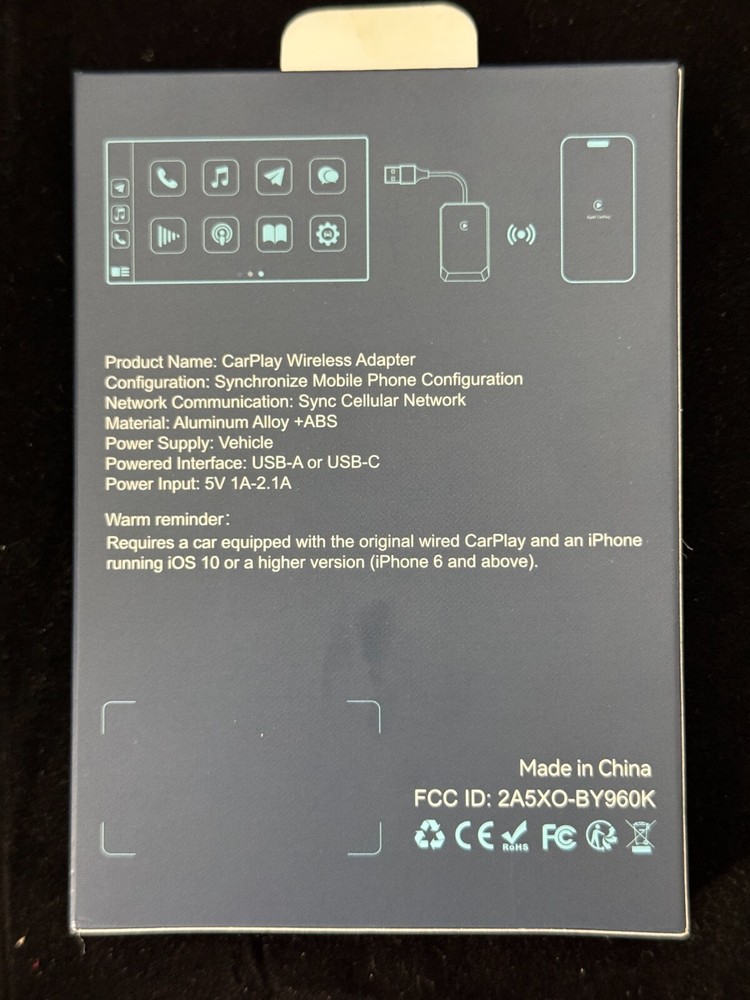 Product Name: CarPlay Wireless Adapter
Configuration: Synchronize Mobile Phone Configuration
Network Communication: Sync Cellular Network
Material: Aluminum Alloy +ABS
Power Supply: Vehicle
Powered Interface: USB-A or USB-C
Power Input: 5V 1A-2.1A
Warm reminder:
Requires a car equipped with the original wired CarPlay and an iPhone
running iOS 10 or a higher version (iPhone 6 and above).
Made in China
FCC ID: 2A5XO-BY960K
CE RoHS FC